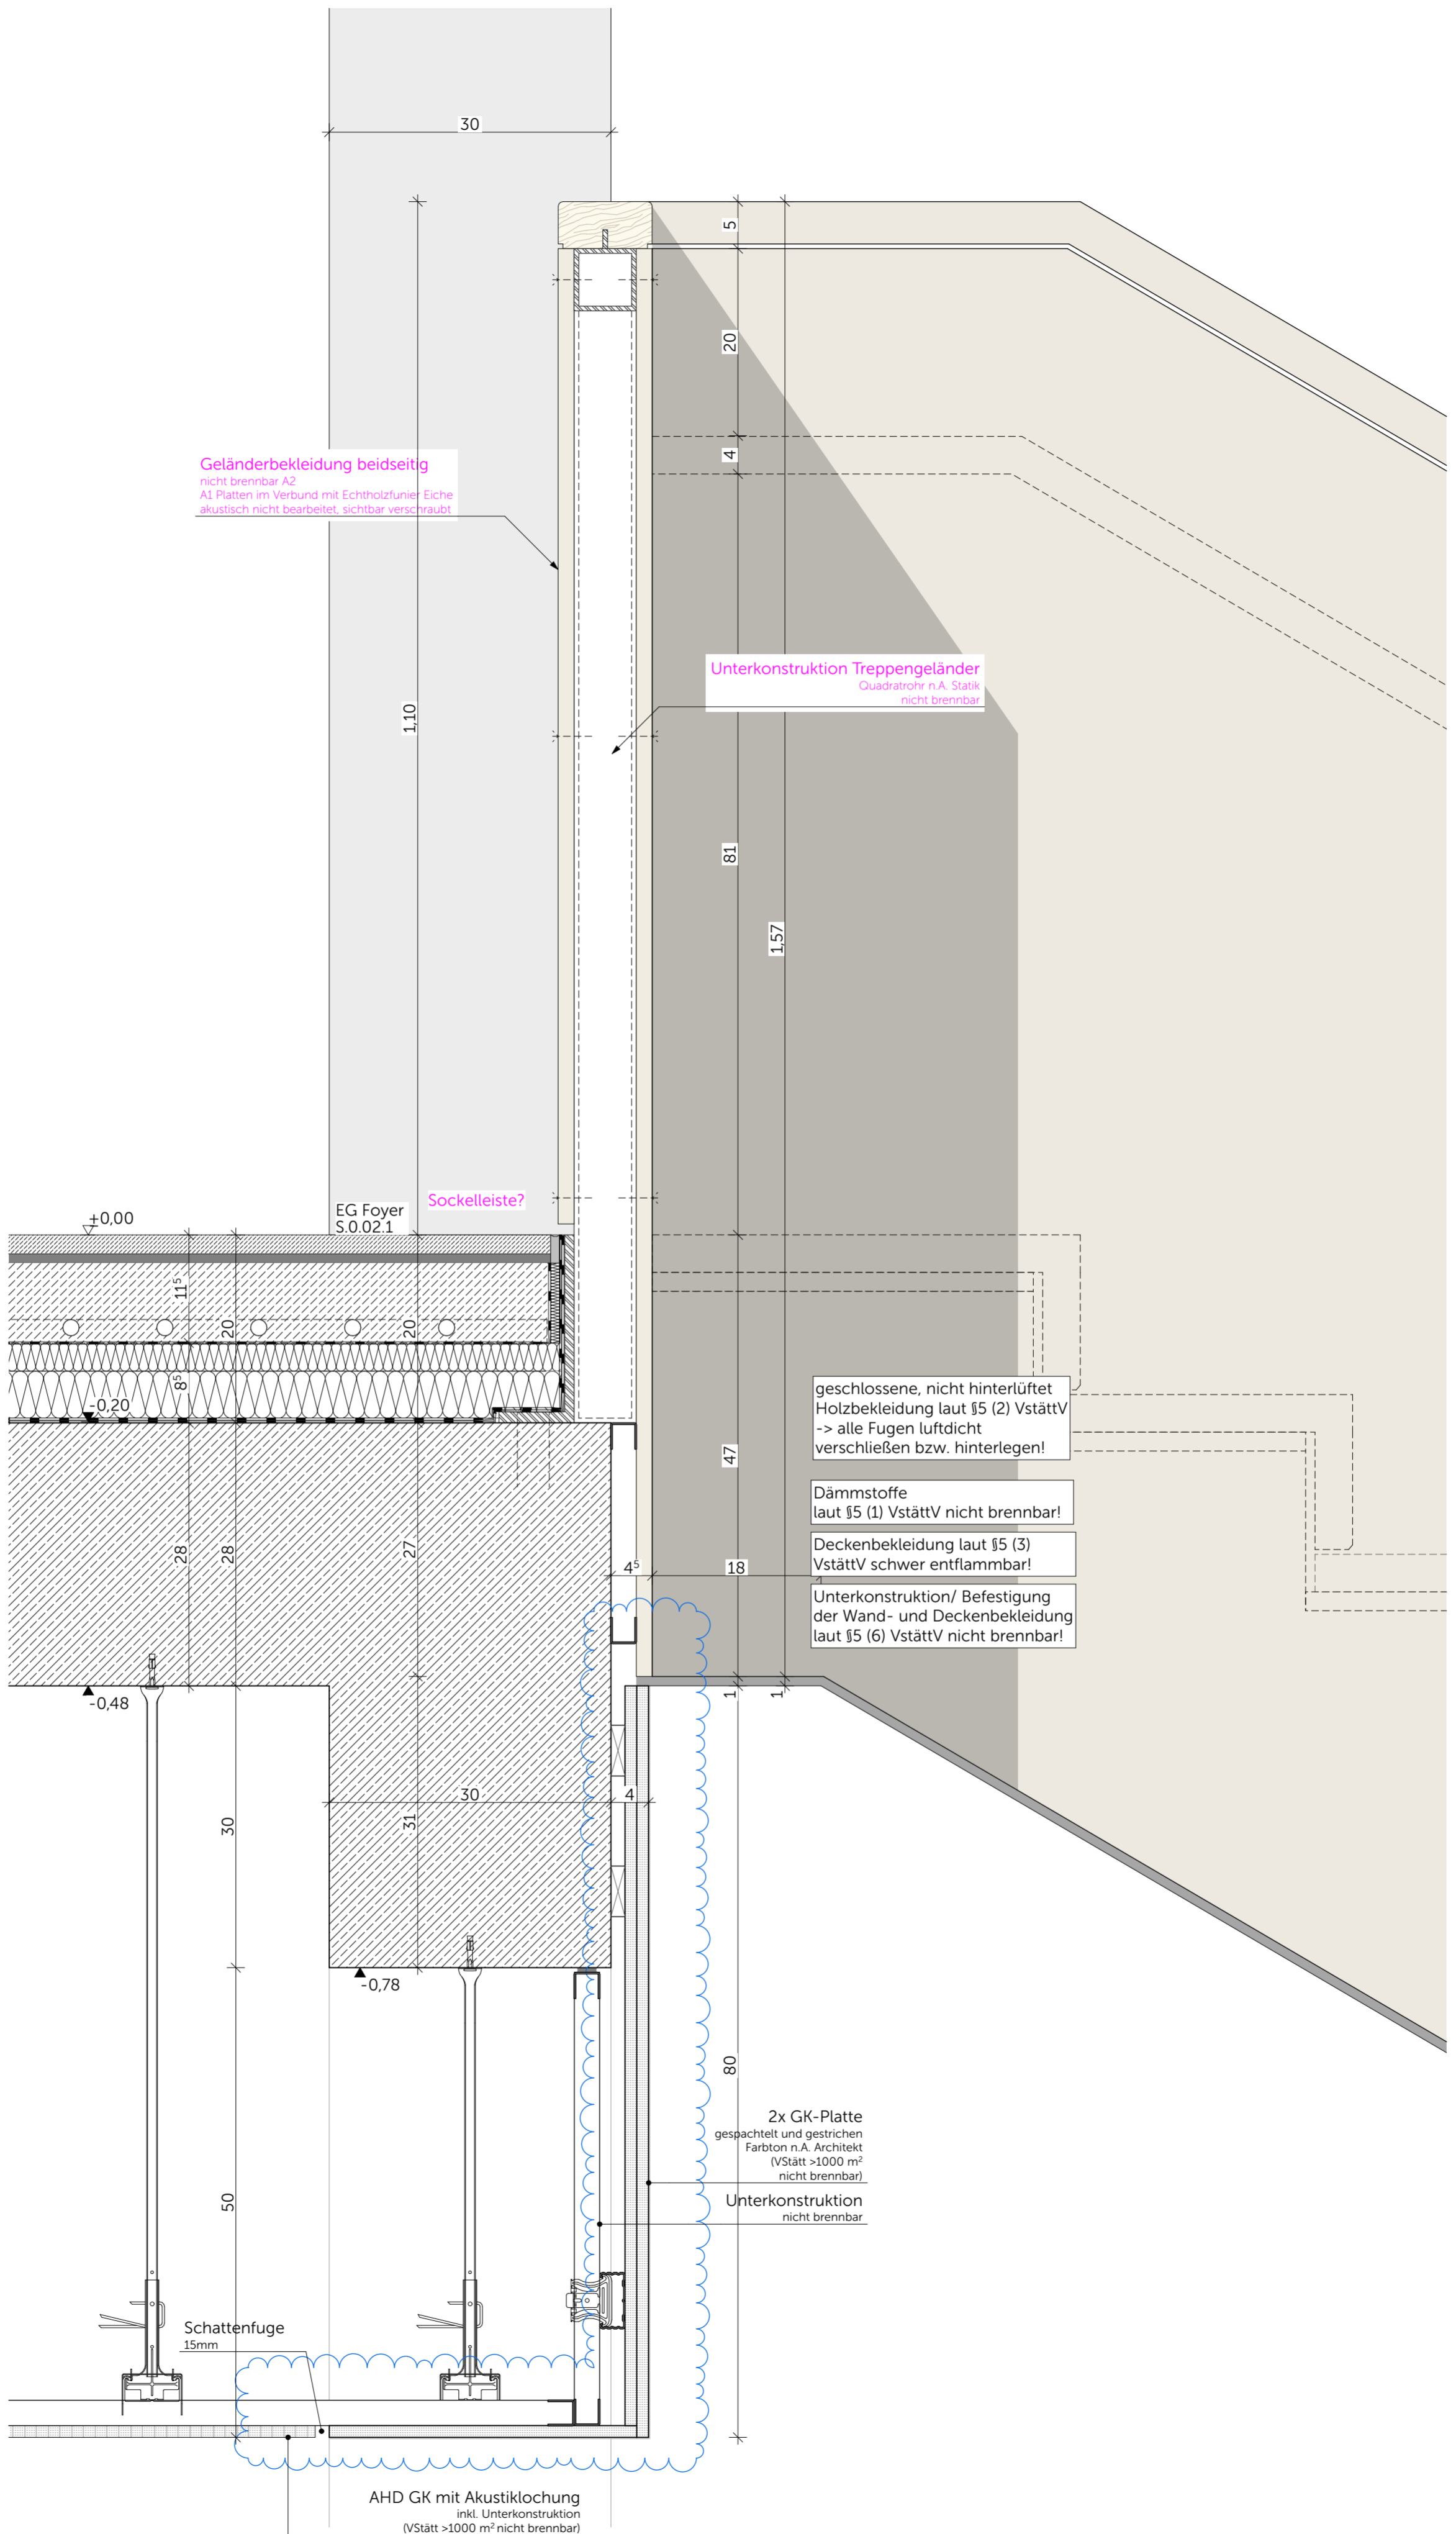 30
5
20
4
Geländerbekleidung beidseitig
nicht brennbar A2
A1 Platten im Verbund mit Echtholzfunier Eiche
akustisch nicht bearbeitet, sichtbar verschraubt
Unterkonstruktion Treppengeländer
Quadratrohr n.A. Statik
nicht brennbar
1,10
81
1,57
Sockelleiste?
EG Foyer
S.0.02.1
±0,00
11⁵
20
20
8⁵
-0,20
geschlossene, nicht hinterlüftet
Holzbekleidung laut §5 (2) VstättV
-> alle Fugen luftdicht
verschließen bzw. hinterlegen!
47
Dämmstoffe
laut §5 (1) VstättV nicht brennbar!
Deckenbekleidung laut §5 (3)
VstättV schwer entflammbar!
Unterkonstruktion/ Befestigung
der Wand- und Deckenbekleidung
laut §5 (6) VstättV nicht brennbar!
28
28
27
4⁵
18
-0,48
1
1
30
4
30
31
-0,78
80
2x GK-Platte
gespachtelt und gestrichen
Farbton n.A. Architekt
(VStätt >1000 m²
nicht brennbar)
Unterkonstruktion
nicht brennbar
50
Schattenfuge
15mm
AHD GK mit Akustiklochung
inkl. Unterkonstruktion
(VStätt >1000 m² nicht brennbar)